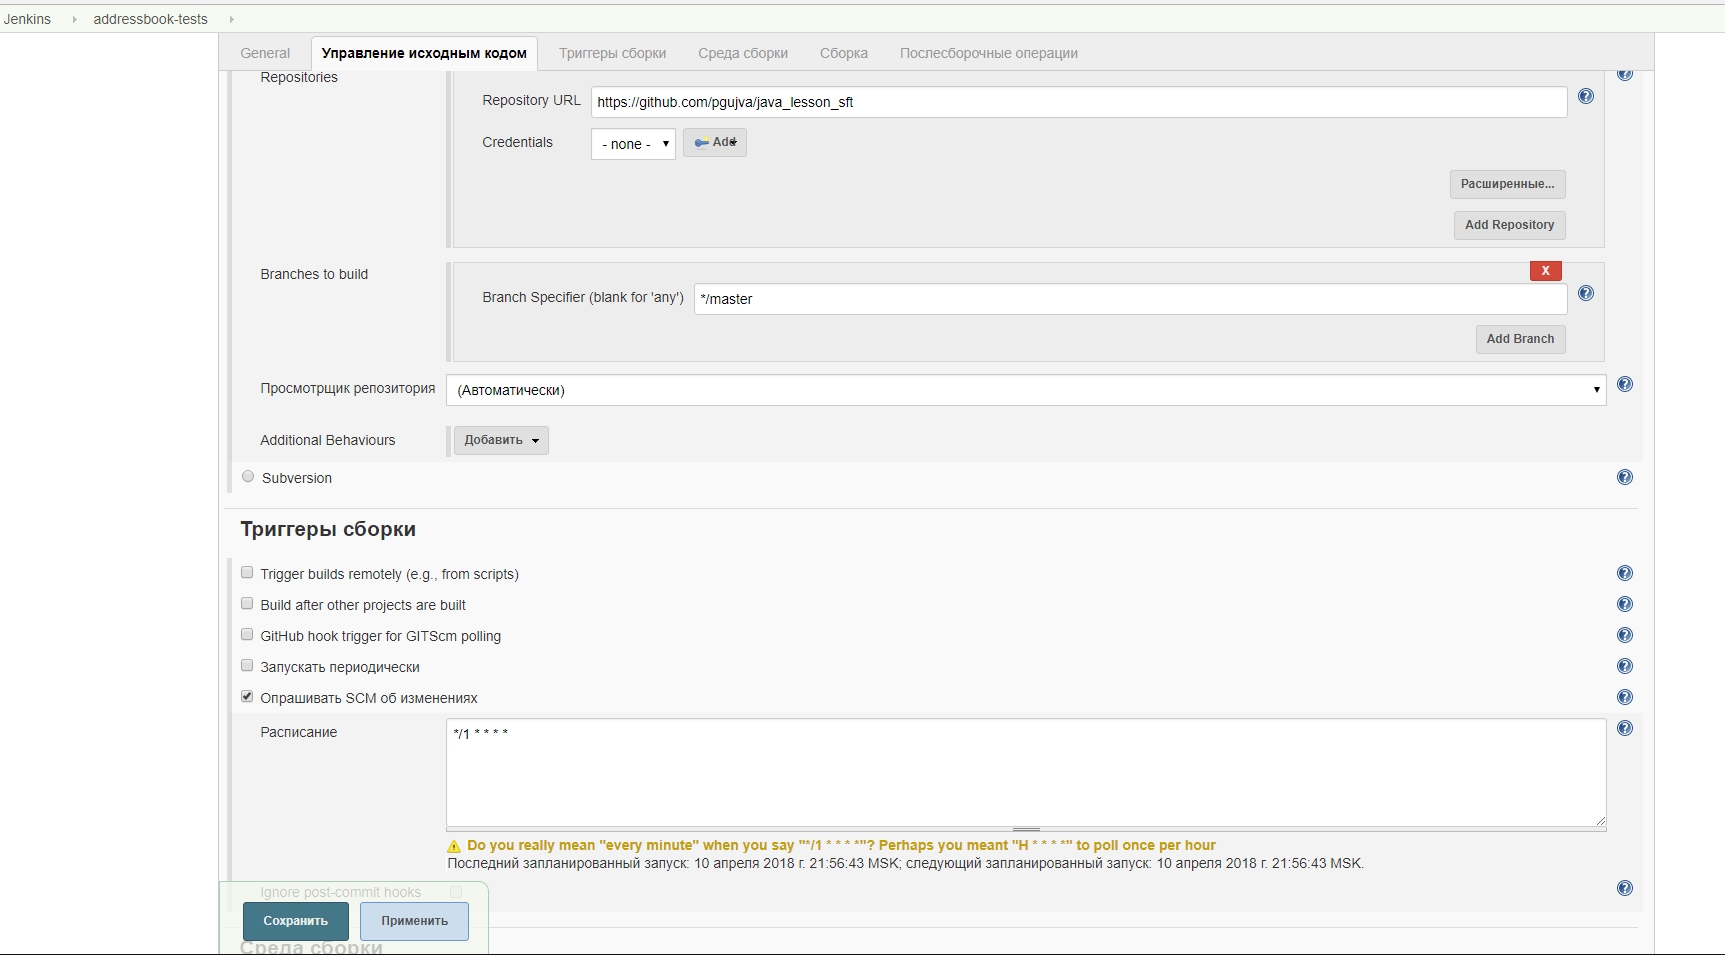 Jenkins addressbook-tests
General Управление исходным кодом Триггеры сборки Среда сборки Сборка Послесборочные операции
Repositories
Repository URL https://github.com/pgujva/java_lesson_sft
Credentials - none - Add
Расширенные...
Add Repository
Branches to build
X
Branch Specifier (blank for 'any') */master
Add Branch
Просмотрщик репозитория (Автоматически)
Additional Behaviours Добавить
Subversion
Триггеры сборки
Trigger builds remotely (e.g., from scripts)
Build after other projects are built
GitHub hook trigger for GITScm polling
Запускать периодически
Опрашивать SCM об изменениях
Расписание */1 * * * *
Do you really mean "every minute" when you say "*/1 * * * *"? Perhaps you meant "H * * * *" to poll once per hour
Последний запланированный запуск: 10 апреля 2018 г. 21:56:43 MSK; следующий запланированный запуск: 10 апреля 2018 г. 21:56:43 MSK.
Ignore post-commit hooks
Сохранить Применить
Среда сборки